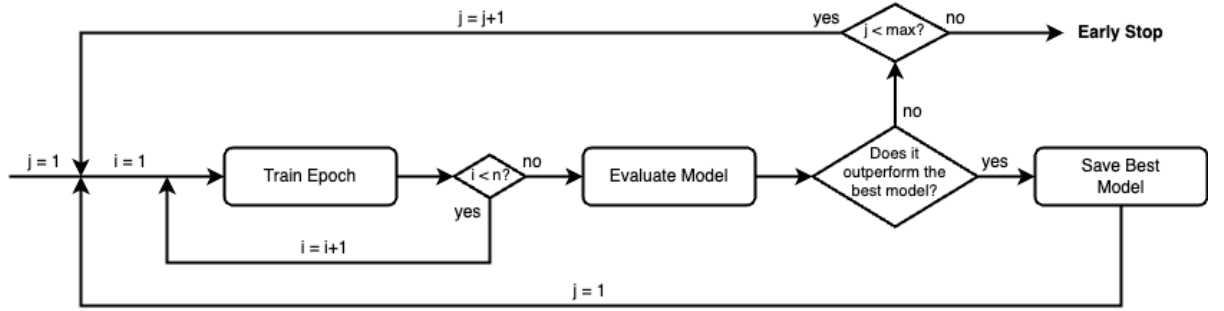 j = j+1
yes
j < max?
no
Early Stop
no
j = 1
i = 1
Train Epoch
i < n?
no
yes
Evaluate Model
Does it
outperform the
best model?
yes
Save Best
Model
i = i+1
j = 1